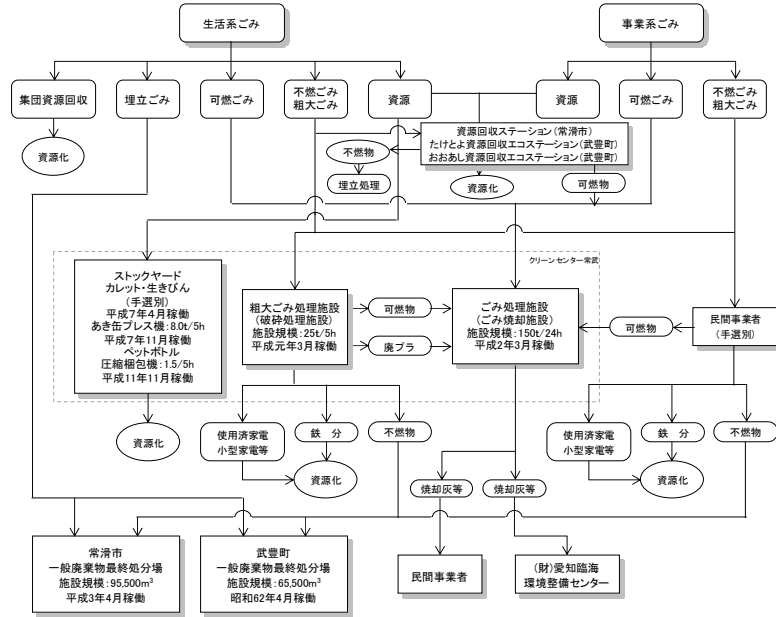 生活系ごみ
事業系ごみ
集団資源回収
埋立ごみ
可燃ごみ
不燃ごみ
粗大ごみ
資源
資源
可燃ごみ
不燃ごみ
粗大ごみ
資源化
不燃物
埋立処理
資源回収ステーション(常滑市)
たけとよ資源回収エコステーション(武豊町)
おおあし資源回収エコステーション(武豊町)
資源化
可燃物
クリーンセンター常武
ストックヤード
カレット・生きびん
(手選別)
平成7年4月稼働
あき缶プレス機:8.0t/5h
平成7年11月稼働
ペットボトル
圧縮梱包機:1.5/5h
平成11年11月稼働
粗大ごみ処理施設
(破砕処理施設)
施設規模:25t/5h
平成元年3月稼働
可燃物
廃プラ
ごみ処理施設
(ごみ焼却施設)
施設規模:150t/24h
平成2年3月稼働
可燃物
民間事業者
(手選別)
資源化
使用済家電
小型家電等
鉄 分
不燃物
資源化
使用済家電
小型家電等
鉄 分
不燃物
資源化
焼却灰等
焼却灰等
常滑市
一般廃棄物最終処分場
施設規模:95,500m³
平成3年4月稼働
武豊町
一般廃棄物最終処分場
施設規模:65,500m³
昭和62年4月稼働
民間事業者
(財)愛知臨海
環境整備センター